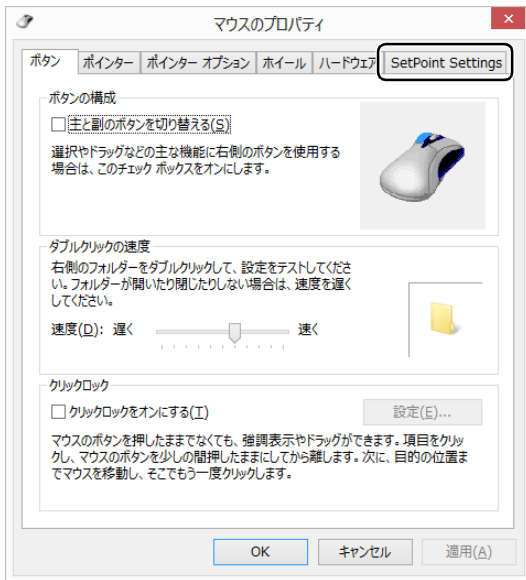 マウスのプロパティ
ボタン ポインター ポインター オプション ホイール ハードウェア SetPoint Settings
ボタンの構成
主と副のボタンを切り替える(S)
選択やドラッグなどの主な機能に右側のボタンを使用する
場合は、このチェック ボックスをオンにします。
ダブルクリックの速度
右側のフォルダーをダブルクリックして、設定をテストしてくださ
い。フォルダーが開いたり閉じたりしない場合は、速度を遅く
してください。
速度(D): 遅く 速く
クリックロック
クリックロックをオンにする(T)
設定(E)...
マウスのボタンを押したままでなくても、強調表示やドラッグができます。項目をクリッ
クし、マウスのボタンを少しの間押したままにしてから離します。次に、目的の位置ま
でマウスを移動し、そこでもう一度クリックします。
OK キャンセル 適用(A)